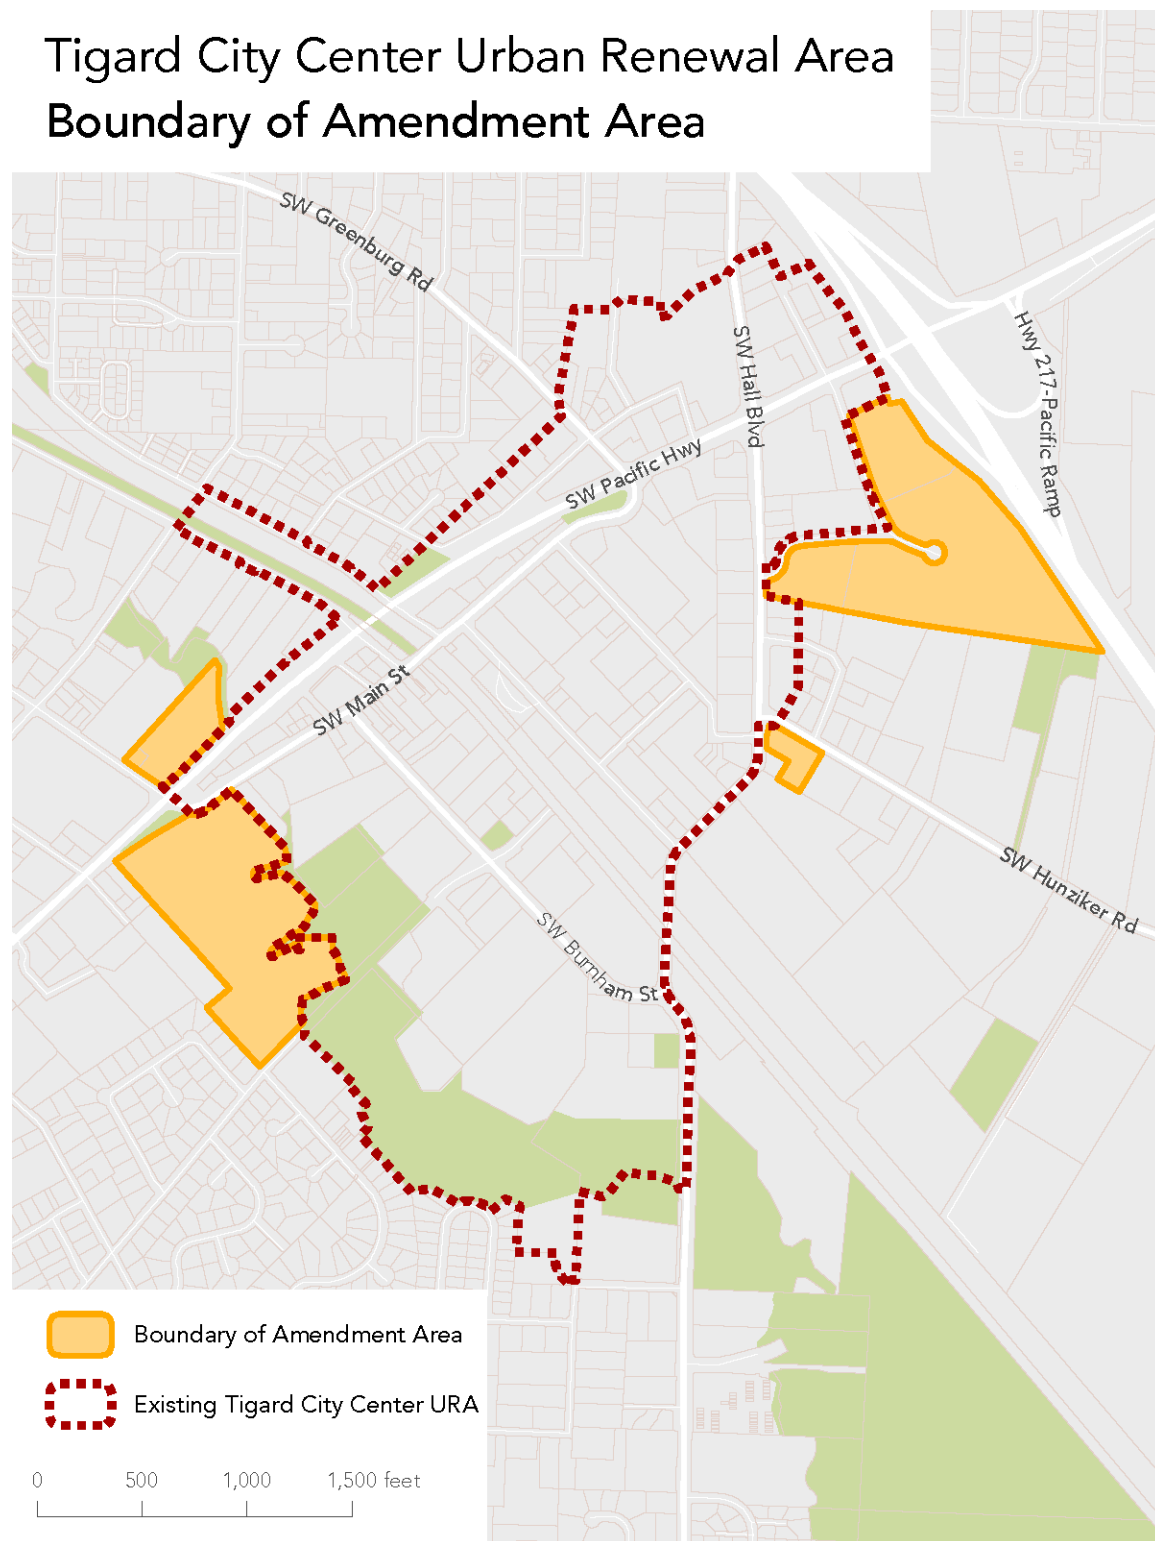 Tigard City Center Urban Renewal Area
Boundary of Amendment Area
SW Greenburg Rd
SW Hall Blvd
Hwy 217-Pacific Ramp
SW Pacific Hwy
SW Main St
SW Hunziker Rd
SW Burnham St
Boundary of Amendment Area
Existing Tigard City Center URA
0 500 1,000 1,500 feet